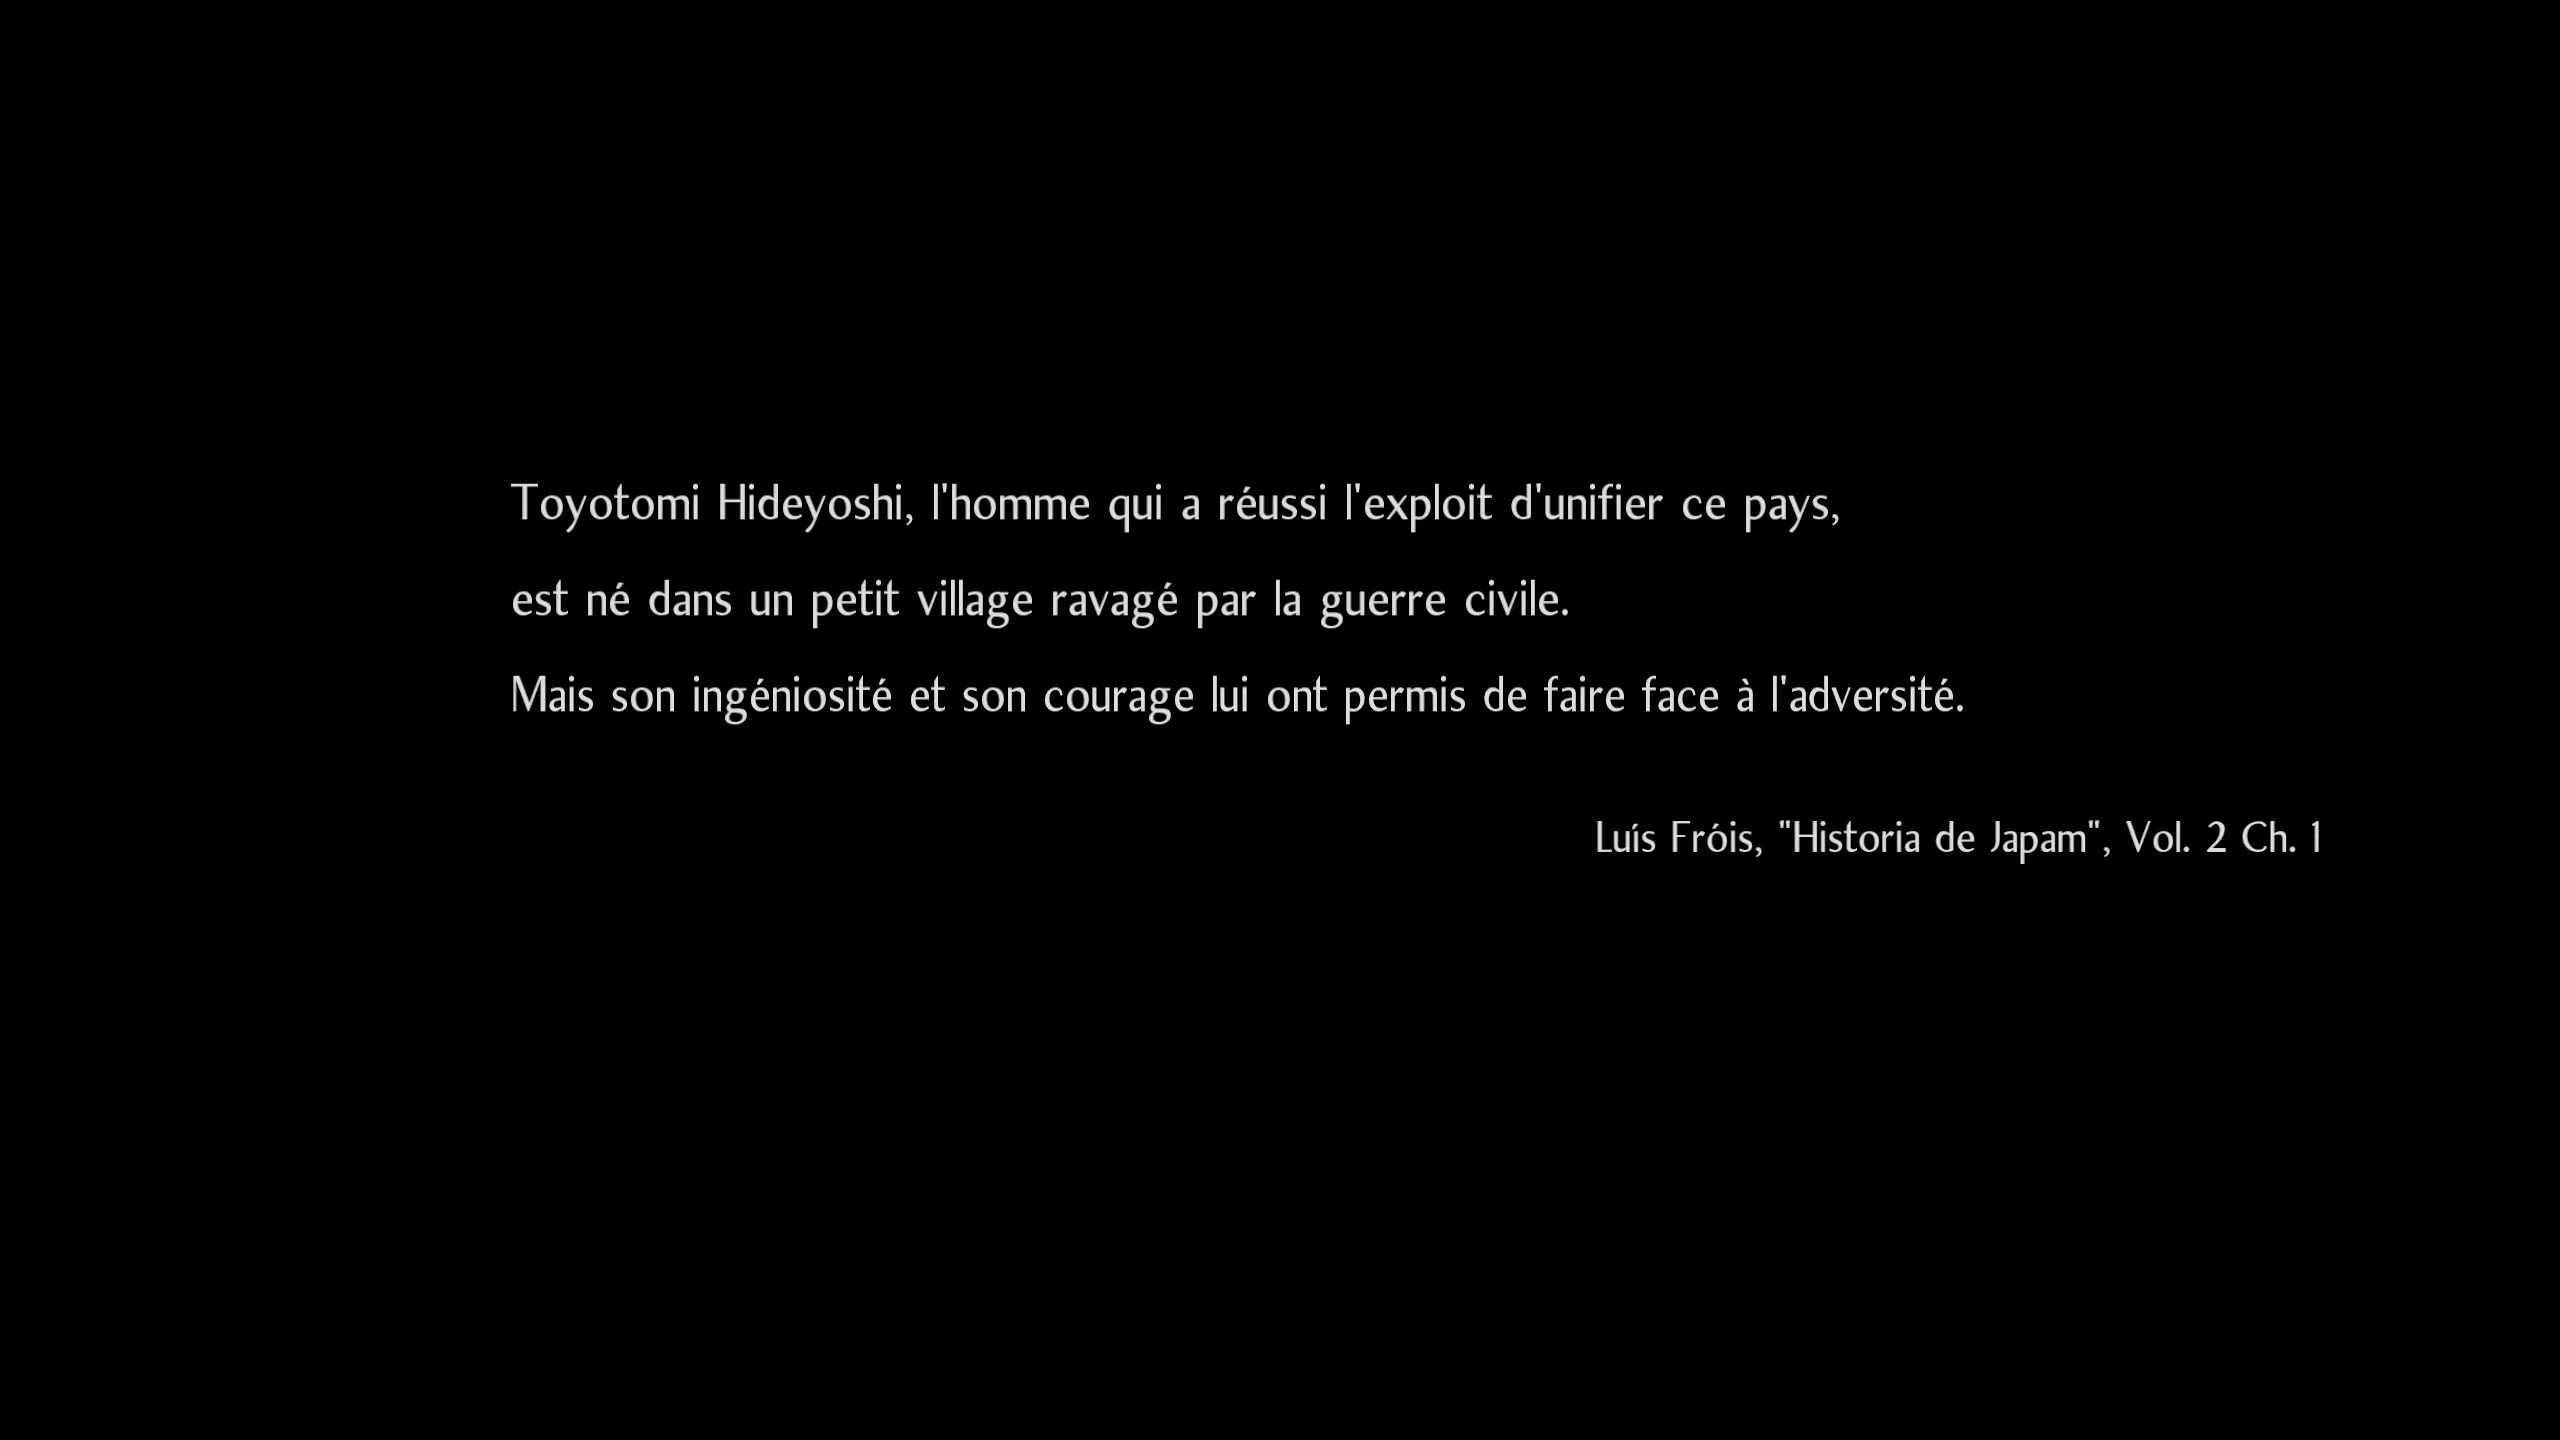 Toyotomi Hideyoshi, l'homme qui a réussi l'exploit d'unifier ce pays,
est né dans un petit village ravagé par la guerre civile.
Mais son ingéniosité et son courage lui ont permis de faire face à l'adversité.
Luís Fróis, "Historia de Japam", Vol. 2 Ch. 1